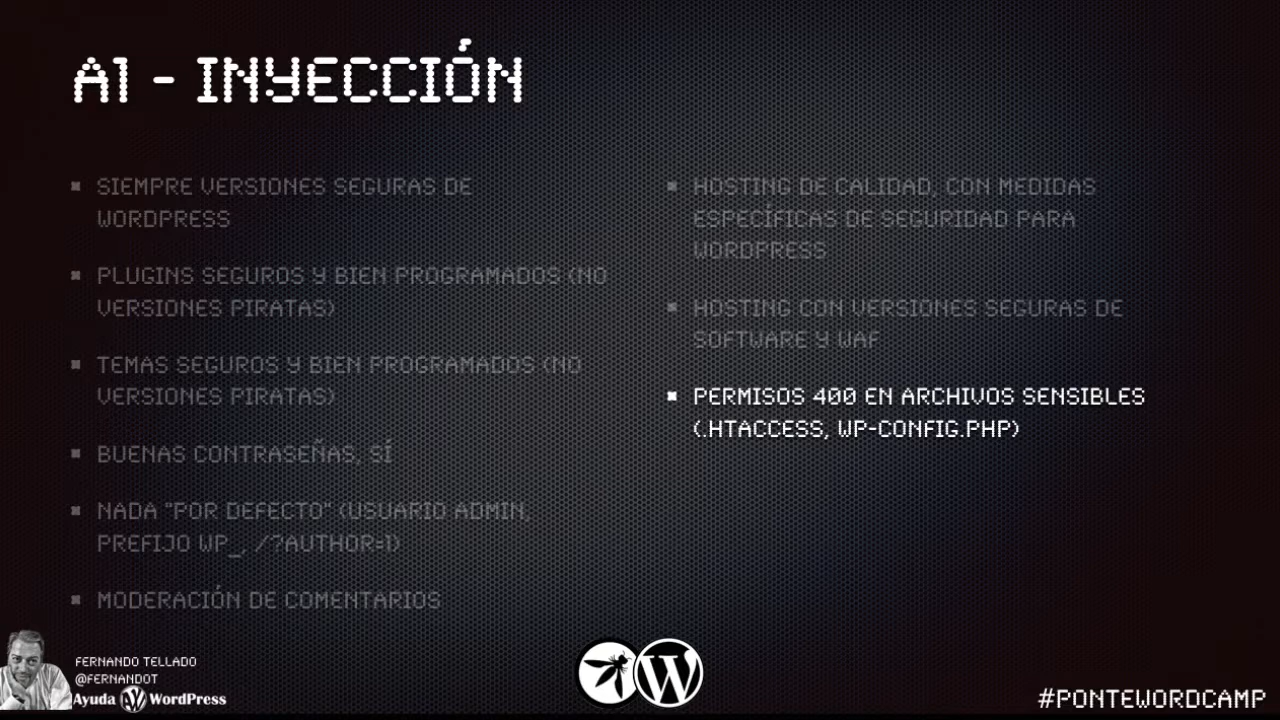 A1 - INYECCIÓN
SIEMPRE VERSIONES SEGURAS DE
WORDPRESS
PLUGINS SEGUROS Y BIEN PROGRAMADOS (NO
VERSIONES PIRATAS)
TEMAS SEGUROS Y BIEN PROGRAMADOS (NO
VERSIONES PIRATAS)
BUENAS CONTRASEÑAS, SÍ
NADA "POR DEFECTO" (USUARIO ADMIN,
PREFIJO WP_, /?AUTHOR=1)
MODERACIÓN DE COMENTARIOS
HOSTING DE CALIDAD, CON MEDIDAS
ESPECÍFICAS DE SEGURIDAD PARA
WORDPRESS
HOSTING CON VERSIONES SEGURAS DE
SOFTWARE Y WAF
PERMISOS 400 EN ARCHIVOS SENSIBLES
(.HTACCESS, WP-CONFIG.PHP)
FERNANDO TELLADO
@FERNANDOT
Ayuda WordPress
#PONTEWORDCAMP